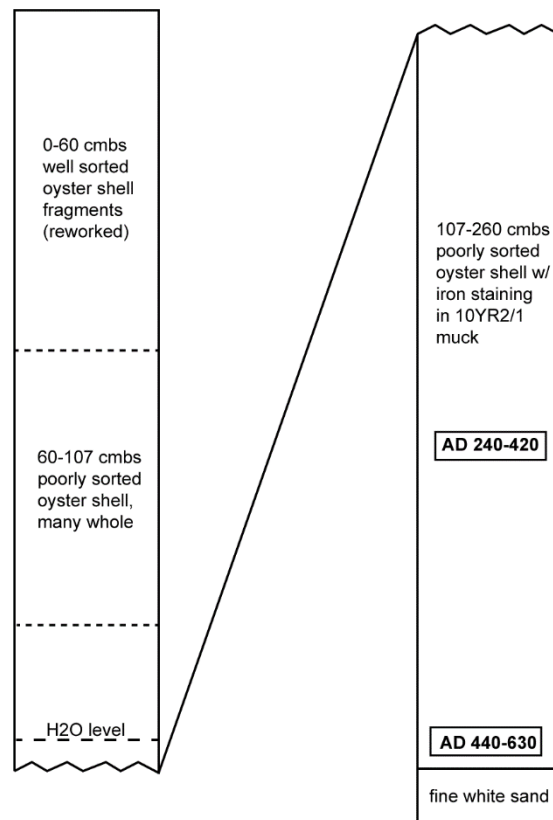 0-60 cmbs
well sorted
oyster shell
fragments
(reworked)
60-107 cmbs
poorly sorted
oyster shell,
many whole
H2O level
107-260 cmbs
poorly sorted
oyster shell w/
iron staining
in 10YR2/1
muck
AD 240-420
AD 440-630
fine white sand